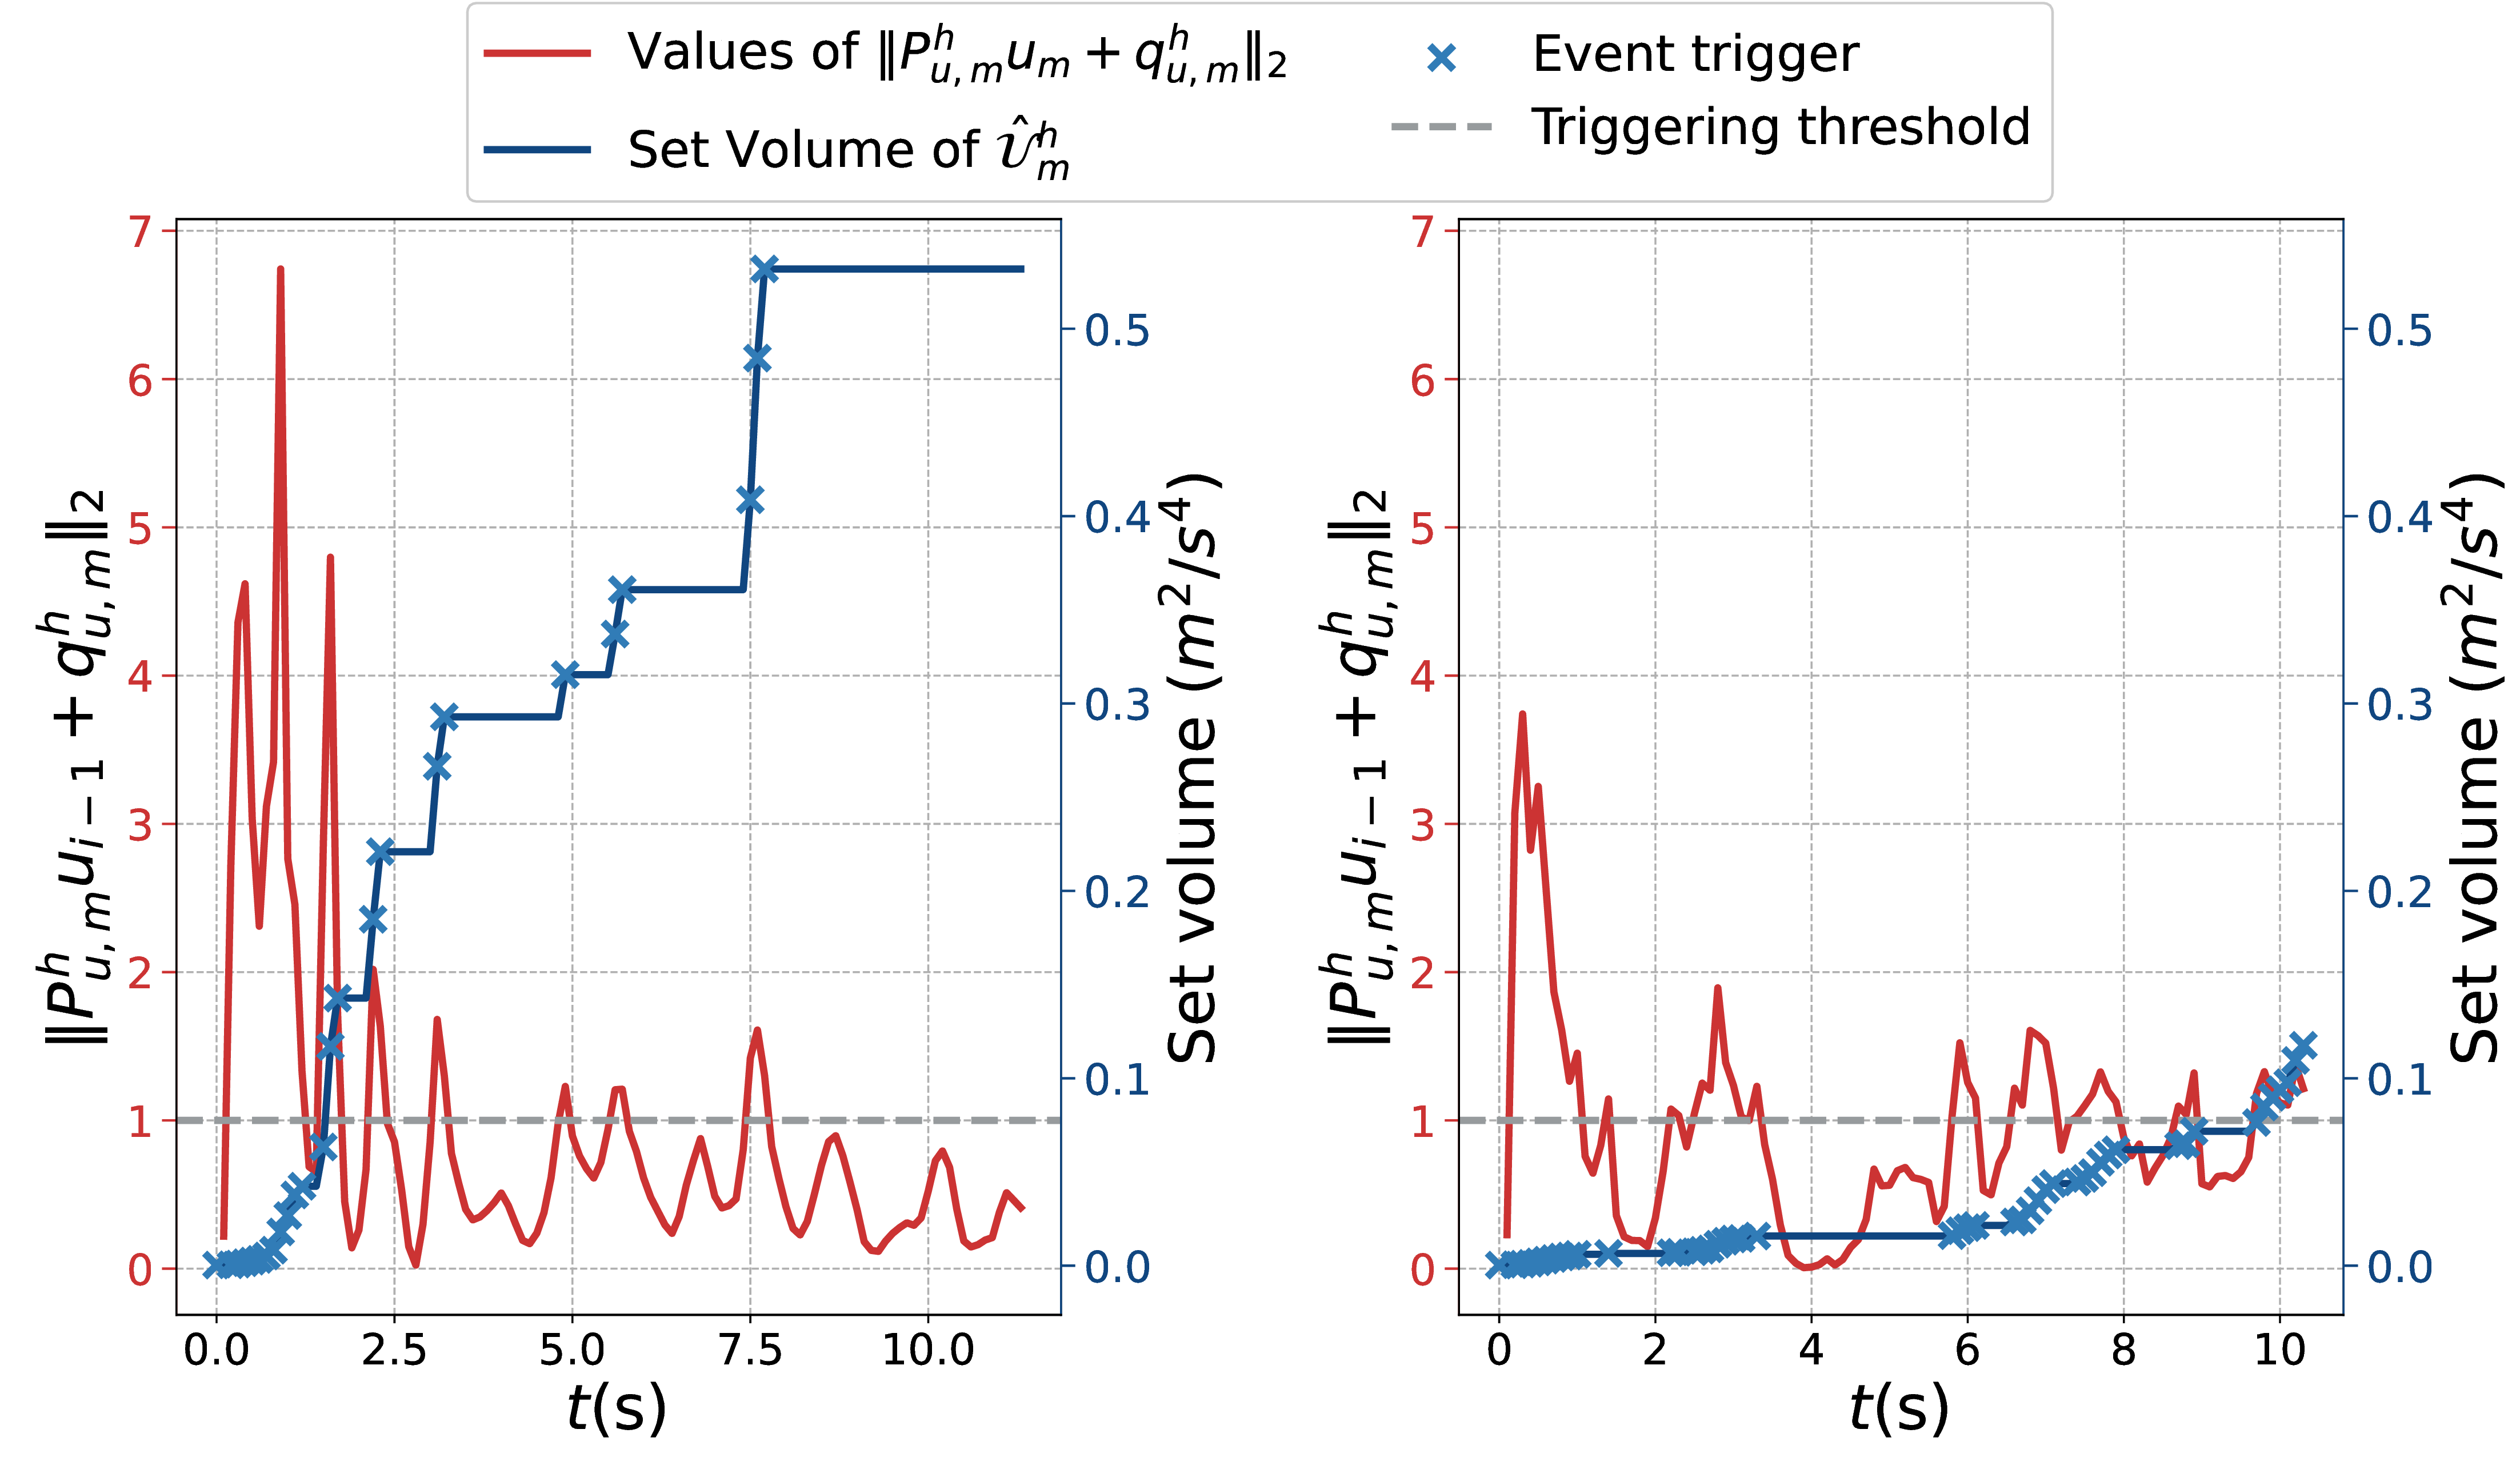 Values of ‖P^h_{u, m} u_m + q^h_{u, m}‖₂
Set Volume of 𝒰̂^h_m
Event trigger
Triggering threshold
7
6
5
4
3
2
1
0
‖P^h_{u, m} u_{i − 1} + q^h_{u, m}‖₂
0.5
0.4
0.3
0.2
0.1
0.0
Set volume (m²/s⁴)
0.0 2.5 5.0 7.5 10.0
t(s)
7
6
5
4
3
2
1
0
‖P^h_{u, m} u_{i − 1} + q^h_{u, m}‖₂
0.5
0.4
0.3
0.2
0.1
0.0
Set volume (m²/s⁴)
0 2 4 6 8 10
t(s)